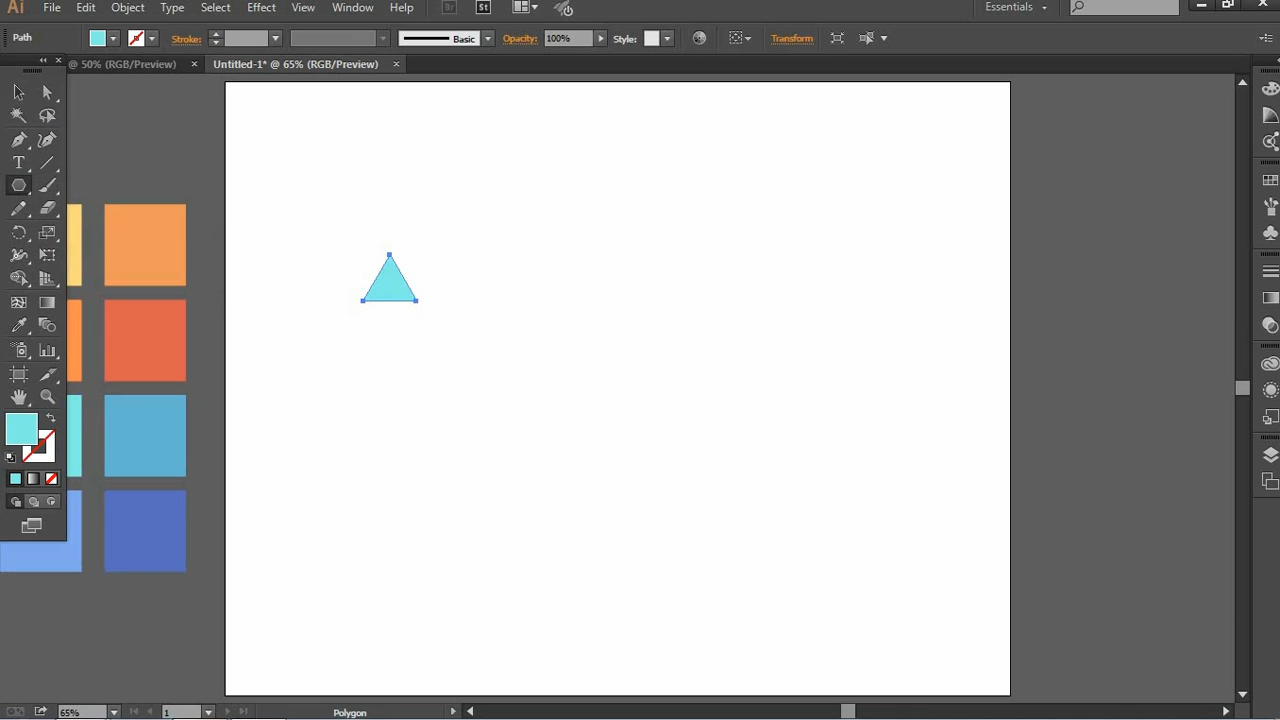 Ai File Edit Object Type Select Effect View Window Help Br St Essentials
Path Stroke: Basic Opacity: 100% Style: Transform
@ 50% (RGB/Preview) × Untitled-1* @ 65% (RGB/Preview) ×
T
65% 1 Polygon